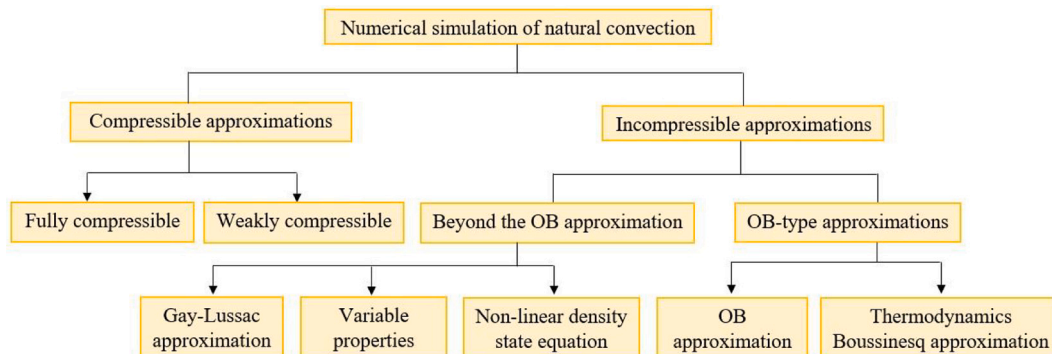 Numerical simulation of natural convection
Compressible approximations
Incompressible approximations
Fully compressible
Weakly compressible
Beyond the OB approximation
OB-type approximations
Gay-Lussac
approximation
Variable
properties
Non-linear density
state equation
OB
approximation
Thermodynamics
Boussinesq approximation